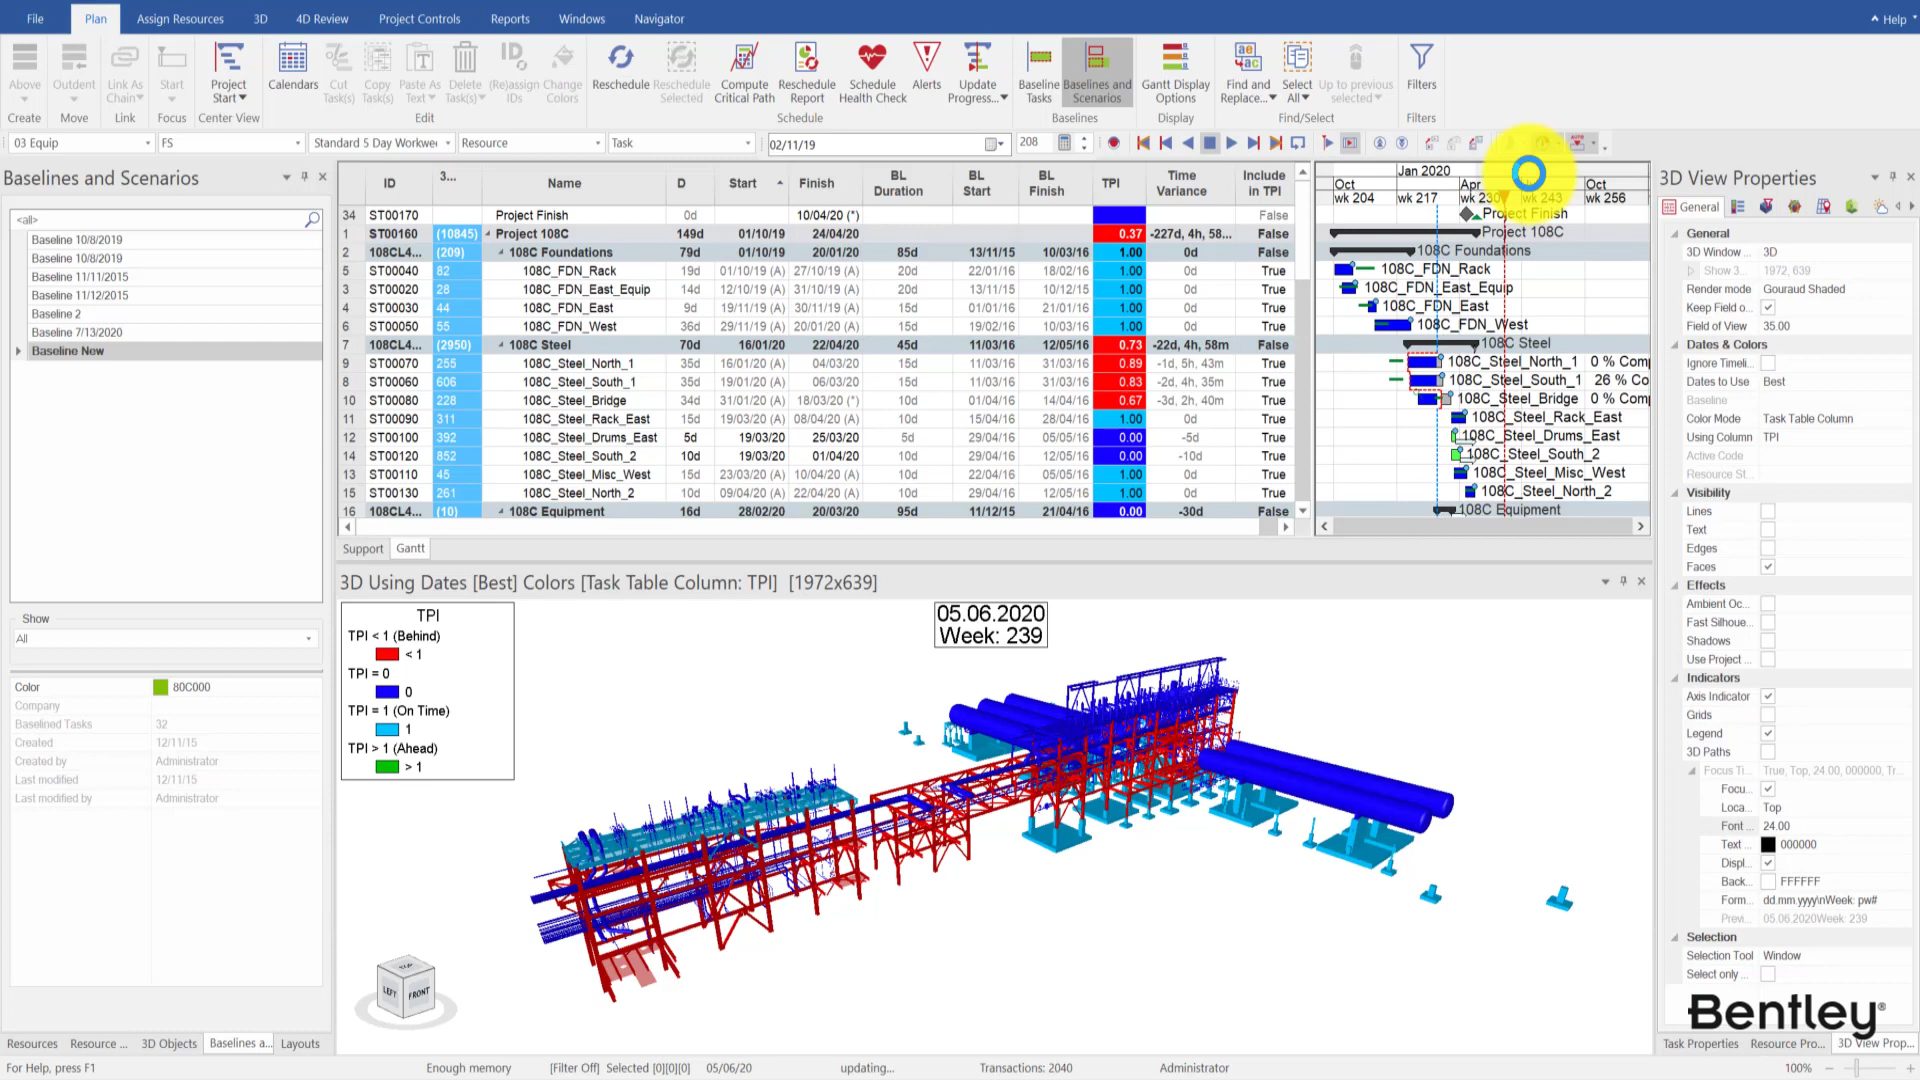 File Plan Assign Resources 3D 4D Review Project Controls Reports Windows Navigator Help
Above Outdent Link As Chain Start Project Start Calendars Cut Task(s) Copy Task(s) Paste As Text Delete Task(s) (Re)assign IDs Change Colors Reschedule Reschedule Selected Compute Critical Path Reschedule Report Schedule Health Check Alerts Update Progress... Baseline Tasks Baselines and Scenarios Gantt Display Options Find and Replace... Select All Up to previous selected Filters
Create Move Link Focus Center View Edit Schedule Baselines Display Find/Select Filters
03 Equip FS Standard 5 Day Workwe Resource Task 02/11/19 208
Baselines and Scenarios
<all>
Baseline 10/8/2019
Baseline 10/8/2019
Baseline 11/11/2015
Baseline 11/12/2015
Baseline 2
Baseline 7/13/2020
Baseline New
Show
All
Color 80C000
Company
Baselined Tasks 32
Created 12/11/15
Created by Administrator
Last modified 12/11/15
Last modified by Administrator
Resources Resource ... 3D Objects Baselines a... Layouts
ID 3... Name D Start Finish BL Duration BL Start BL Finish TPI Time Variance Include in TPI
34 ST00170 Project Finish 0d 10/04/20 (*) False
1 ST00160 (10845) Project 108C 149d 01/10/19 24/04/20 0.37 -227d, 4h, 58... False
2 108CL4... (209) 108C Foundations 79d 01/10/19 20/01/20 85d 13/11/15 10/03/16 1.00 0d False
5 ST00040 82 108C_FDN_Rack 19d 01/10/19 (A) 27/10/19 (A) 20d 22/01/16 18/02/16 1.00 0d True
3 ST00020 28 108C_FDN_East_Equip 14d 12/10/19 (A) 31/10/19 (A) 20d 13/11/15 10/12/15 1.00 0d True
4 ST00030 44 108C_FDN_East 9d 19/11/19 (A) 30/11/19 (A) 15d 01/01/16 21/01/16 1.00 0d True
6 ST00050 55 108C_FDN_West 36d 29/11/19 (A) 20/01/20 (A) 15d 19/02/16 10/03/16 1.00 0d True
7 108CL4... (2950) 108C Steel 70d 16/01/20 22/04/20 45d 11/03/16 12/05/16 0.73 -22d, 4h, 58m False
9 ST00070 255 108C_Steel_North_1 35d 16/01/20 (A) 04/03/20 15d 11/03/16 31/03/16 0.89 -1d, 5h, 43m True
8 ST00060 606 108C_Steel_South_1 35d 19/01/20 (A) 06/03/20 15d 11/03/16 31/03/16 0.83 -2d, 4h, 35m True
10 ST00080 228 108C_Steel_Bridge 34d 31/01/20 (A) 18/03/20 (*) 10d 01/04/16 14/04/16 0.67 -3d, 2h, 40m True
11 ST00090 311 108C_Steel_Rack_East 15d 19/03/20 (A) 08/04/20 (A) 10d 15/04/16 28/04/16 1.00 0d True
12 ST00100 392 108C_Steel_Drums_East 5d 19/03/20 25/03/20 5d 29/04/16 05/05/16 0.00 -5d True
14 ST00120 852 108C_Steel_South_2 10d 19/03/20 01/04/20 10d 29/04/16 12/05/16 0.00 -10d True
13 ST00110 45 108C_Steel_Misc_West 15d 23/03/20 (A) 10/04/20 (A) 10d 22/04/16 05/05/16 1.00 0d True
15 ST00130 261 108C_Steel_North_2 10d 09/04/20 (A) 22/04/20 (A) 10d 29/04/16 12/05/16 1.00 0d True
16 108CL4... (10) 108C Equipment 16d 28/02/20 20/03/20 95d 11/12/15 21/04/16 0.00 -30d False
Support Gantt
Jan 2020
Oct Apr Oct
wk 204 wk 217 wk 230 wk 243 wk 256
Project Finish
Project 108C
108C Foundations
108C_FDN_Rack
108C_FDN_East_Equip
108C_FDN_East
108C_FDN_West
108C Steel
108C_Steel_North_1 0 % Comp
108C_Steel_South_1 26 % Co
108C_Steel_Bridge 0 % Comp
108C_Steel_Rack_East
108C_Steel_Drums_East
108C_Steel_South_2
108C_Steel_Misc_West
108C_Steel_North_2
108C Equipment
3D Using Dates [Best] Colors [Task Table Column: TPI] [1972x639]
TPI
TPI < 1 (Behind)
< 1
TPI = 0
0
TPI = 1 (On Time)
1
TPI > 1 (Ahead)
> 1
05.06.2020
Week: 239
TOP
LEFT FRONT
3D View Properties
General
General
3D Window ... 3D
Show 3... 1972, 639
Render mode Gouraud Shaded
Keep Field o...
Field of View 35.00
Dates & Colors
Ignore Timeli...
Dates to Use Best
Baseline
Color Mode Task Table Column
Using Column TPI
Active Code
Resource St...
Visibility
Lines
Text
Edges
Faces
Effects
Ambient Oc...
Fast Silhoue...
Shadows
Use Project ...
Indicators
Axis Indicator
Grids
Legend
3D Paths
Focus Ti... True, Top, 24.00, 000000, Tr...
Focu...
Loca... Top
Font ... 24.00
Text ... 000000
Displ...
Back... FFFFFF
Form... dd.mm.yyyy\nWeek: pw#
Previ... 05.06.2020Week: 239
Selection
Selection Tool Window
Select only ...
Bentley®
Task Properties Resource Pro... 3D View Prop...
For Help, press F1 Enough memory [Filter Off] Selected [0][0][0] 05/06/20 updating... Transactions: 2040 Administrator 100%